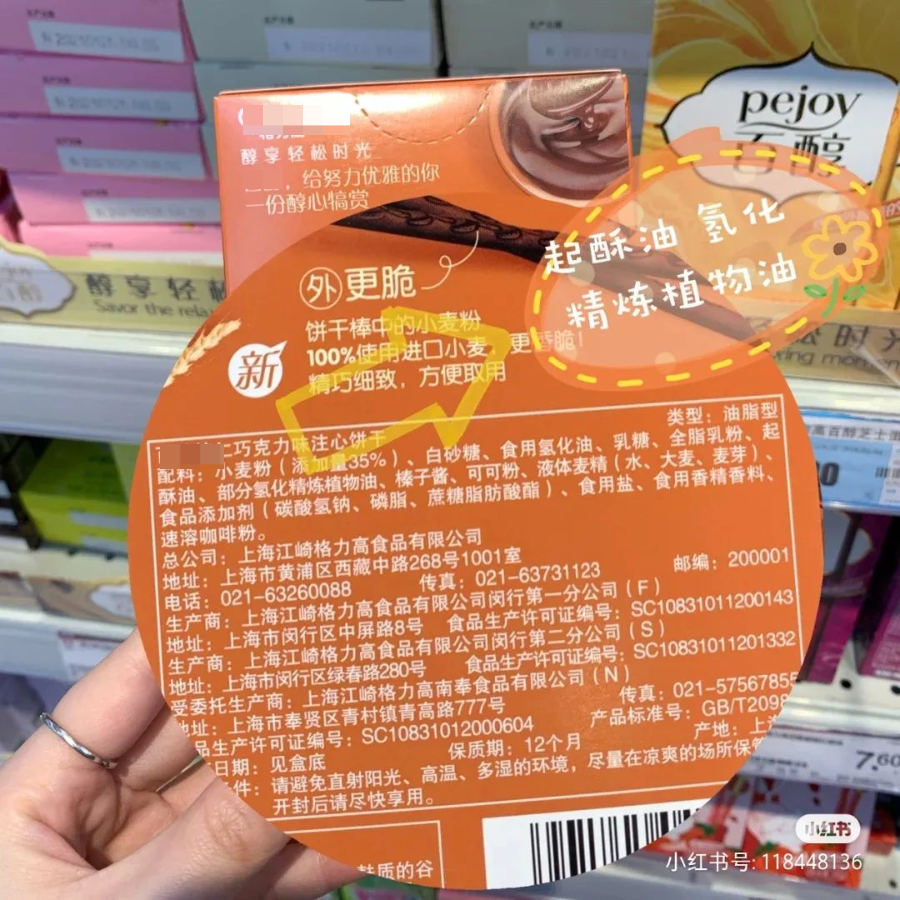 pejoy
百醇
醇享轻松时光
给努力优雅的你
一份醇心犒赏
起酥油 氢化
精炼植物油
外更脆
饼干棒中的小麦粉
新
100%使用进口小麦，更香脆！
精巧细致，方便取用
醇享轻松
Savor the rela
类型：油脂型
仁巧克力味注心饼干
配料：小麦粉（添加量35%）、白砂糖、食用氢化油、乳糖、全脂乳粉、起
酥油、部分氢化精炼植物油、榛子酱、可可粉、液体麦精（水、大麦、麦芽）、
食品添加剂（碳酸氢钠、磷脂、蔗糖脂肪酸酯）、食用盐、食用香精香料、
速溶咖啡粉。
总公司：上海江崎格力高食品有限公司
地址：上海市黄浦区西藏中路268号1001室 邮编：200001
电话：021-63260088 传真：021-63731123
生产商：上海江崎格力高食品有限公司闵行第一分公司（F）
地址：上海市闵行区中屏路8号 食品生产许可证编号：SC10831011200143
生产商：上海江崎格力高食品有限公司闵行第二分公司（S）
地址：上海市闵行区绿春路280号 食品生产许可证编号：SC10831011201332
受委托生产商：上海江崎格力高南奉食品有限公司（N）
地址：上海市奉贤区青村镇青高路777号 传真：021-57567855
品生产许可证编号：SC10831012000604 产品标准号：GB/T2098
日期：见盒底 保质期：12个月 产地：上海
件：请避免直射阳光、高温、多湿的环境，尽量在凉爽的场所保管
开封后请尽快享用。
高百醇芝士蛋
7.60
小红书
小红书号：118448136